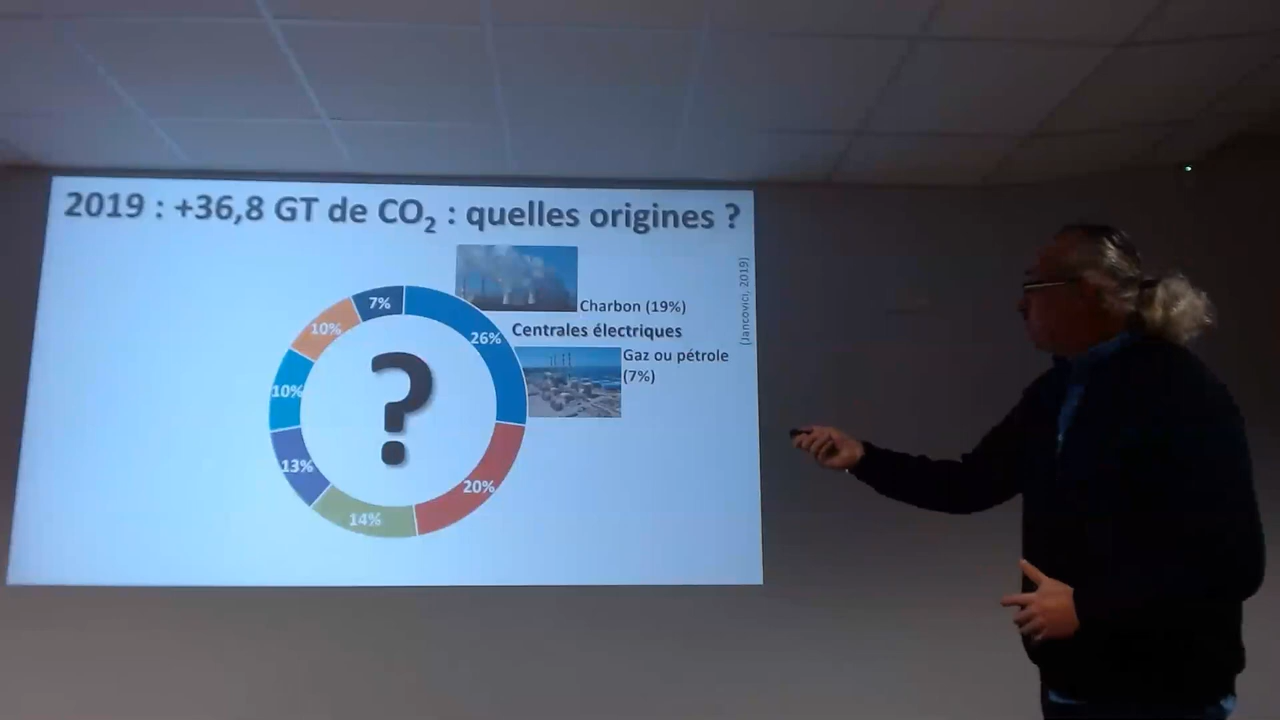 2019 : +36,8 GT de CO₂ : quelles origines ?
(Jancovici, 2019)
Charbon (19%)
Centrales électriques
Gaz ou pétrole
(7%)
7%
26%
10%
10%
13%
20%
14%
?